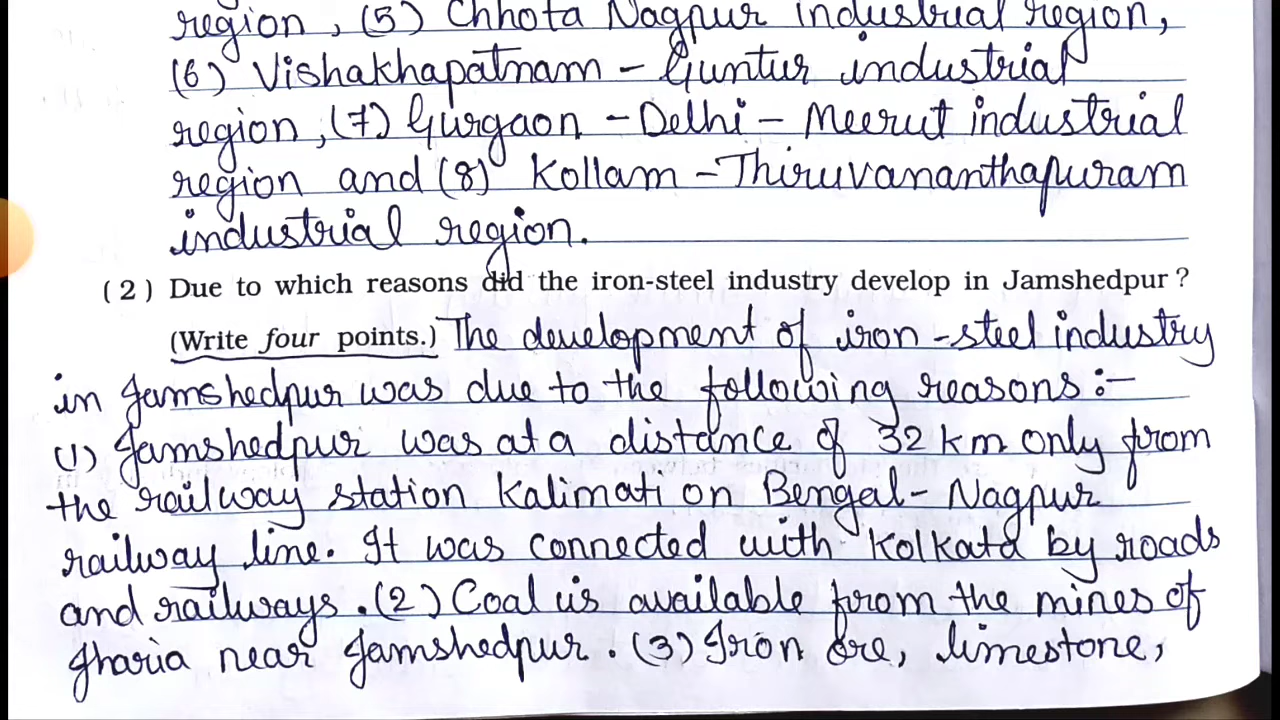 region, (5) Chhota Nagpur industrial region,
(6) Vishakhapatnam - Guntur industrial
region, (7) Gurgaon - Delhi - Meerut industrial
region and (8) Kollam - Thiruvananthapuram
industrial region.
(2) Due to which reasons did the iron-steel industry develop in Jamshedpur ?
(Write four points.) The development of iron-steel industry
in Jamshedpur was due to the following reasons :-
(1) Jamshedpur was at a distance of 32 km only from
the railway station Kalimati on Bengal-Nagpur
railway line. It was connected with Kolkata by roads
and railways. (2) Coal is available from the mines of
Jharia near Jamshedpur. (3) Iron ore, limestone,